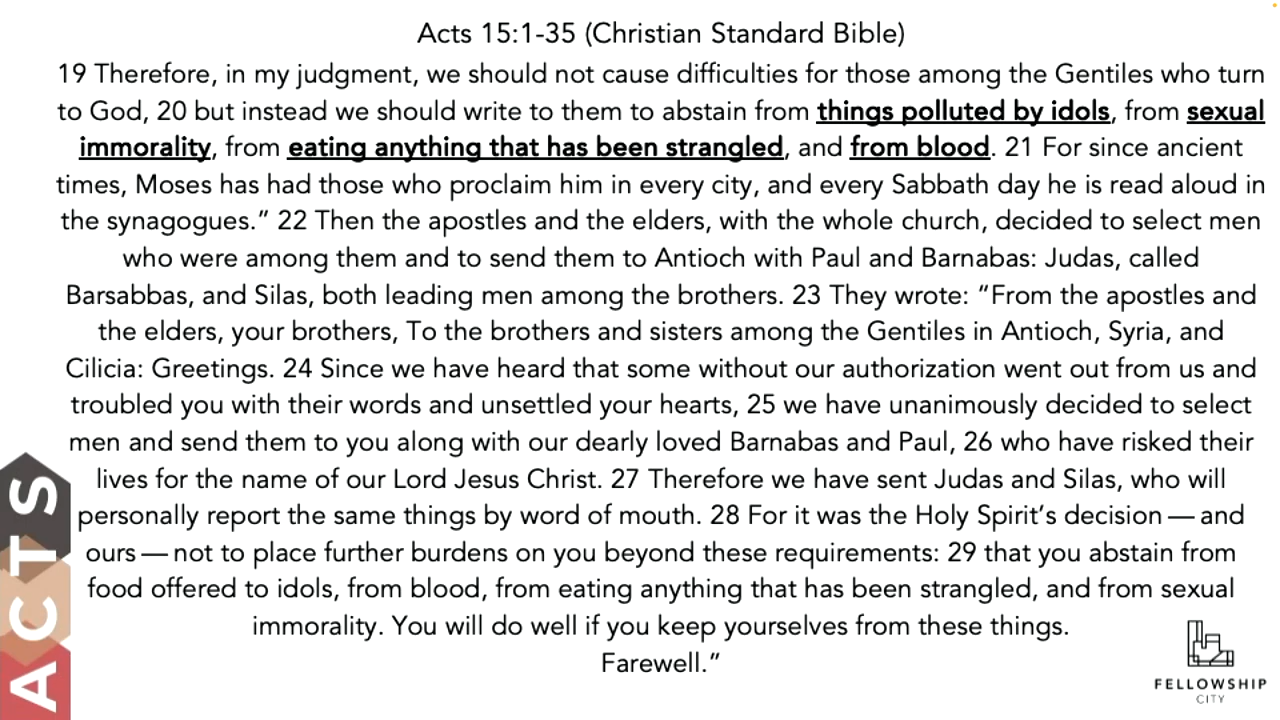 Acts 15:1-35 (Christian Standard Bible)
19 Therefore, in my judgment, we should not cause difficulties for those among the Gentiles who turn
to God, 20 but instead we should write to them to abstain from things polluted by idols, from sexual
immorality, from eating anything that has been strangled, and from blood. 21 For since ancient
times, Moses has had those who proclaim him in every city, and every Sabbath day he is read aloud in
the synagogues.” 22 Then the apostles and the elders, with the whole church, decided to select men
who were among them and to send them to Antioch with Paul and Barnabas: Judas, called
Barsabbas, and Silas, both leading men among the brothers. 23 They wrote: “From the apostles and
the elders, your brothers, To the brothers and sisters among the Gentiles in Antioch, Syria, and
Cilicia: Greetings. 24 Since we have heard that some without our authorization went out from us and
troubled you with their words and unsettled your hearts, 25 we have unanimously decided to select
men and send them to you along with our dearly loved Barnabas and Paul, 26 who have risked their
lives for the name of our Lord Jesus Christ. 27 Therefore we have sent Judas and Silas, who will
personally report the same things by word of mouth. 28 For it was the Holy Spirit’s decision — and
ours — not to place further burdens on you beyond these requirements: 29 that you abstain from
food offered to idols, from blood, from eating anything that has been strangled, and from sexual
immorality. You will do well if you keep yourselves from these things.
Farewell.”
ACTS
FELLOWSHIP
CITY